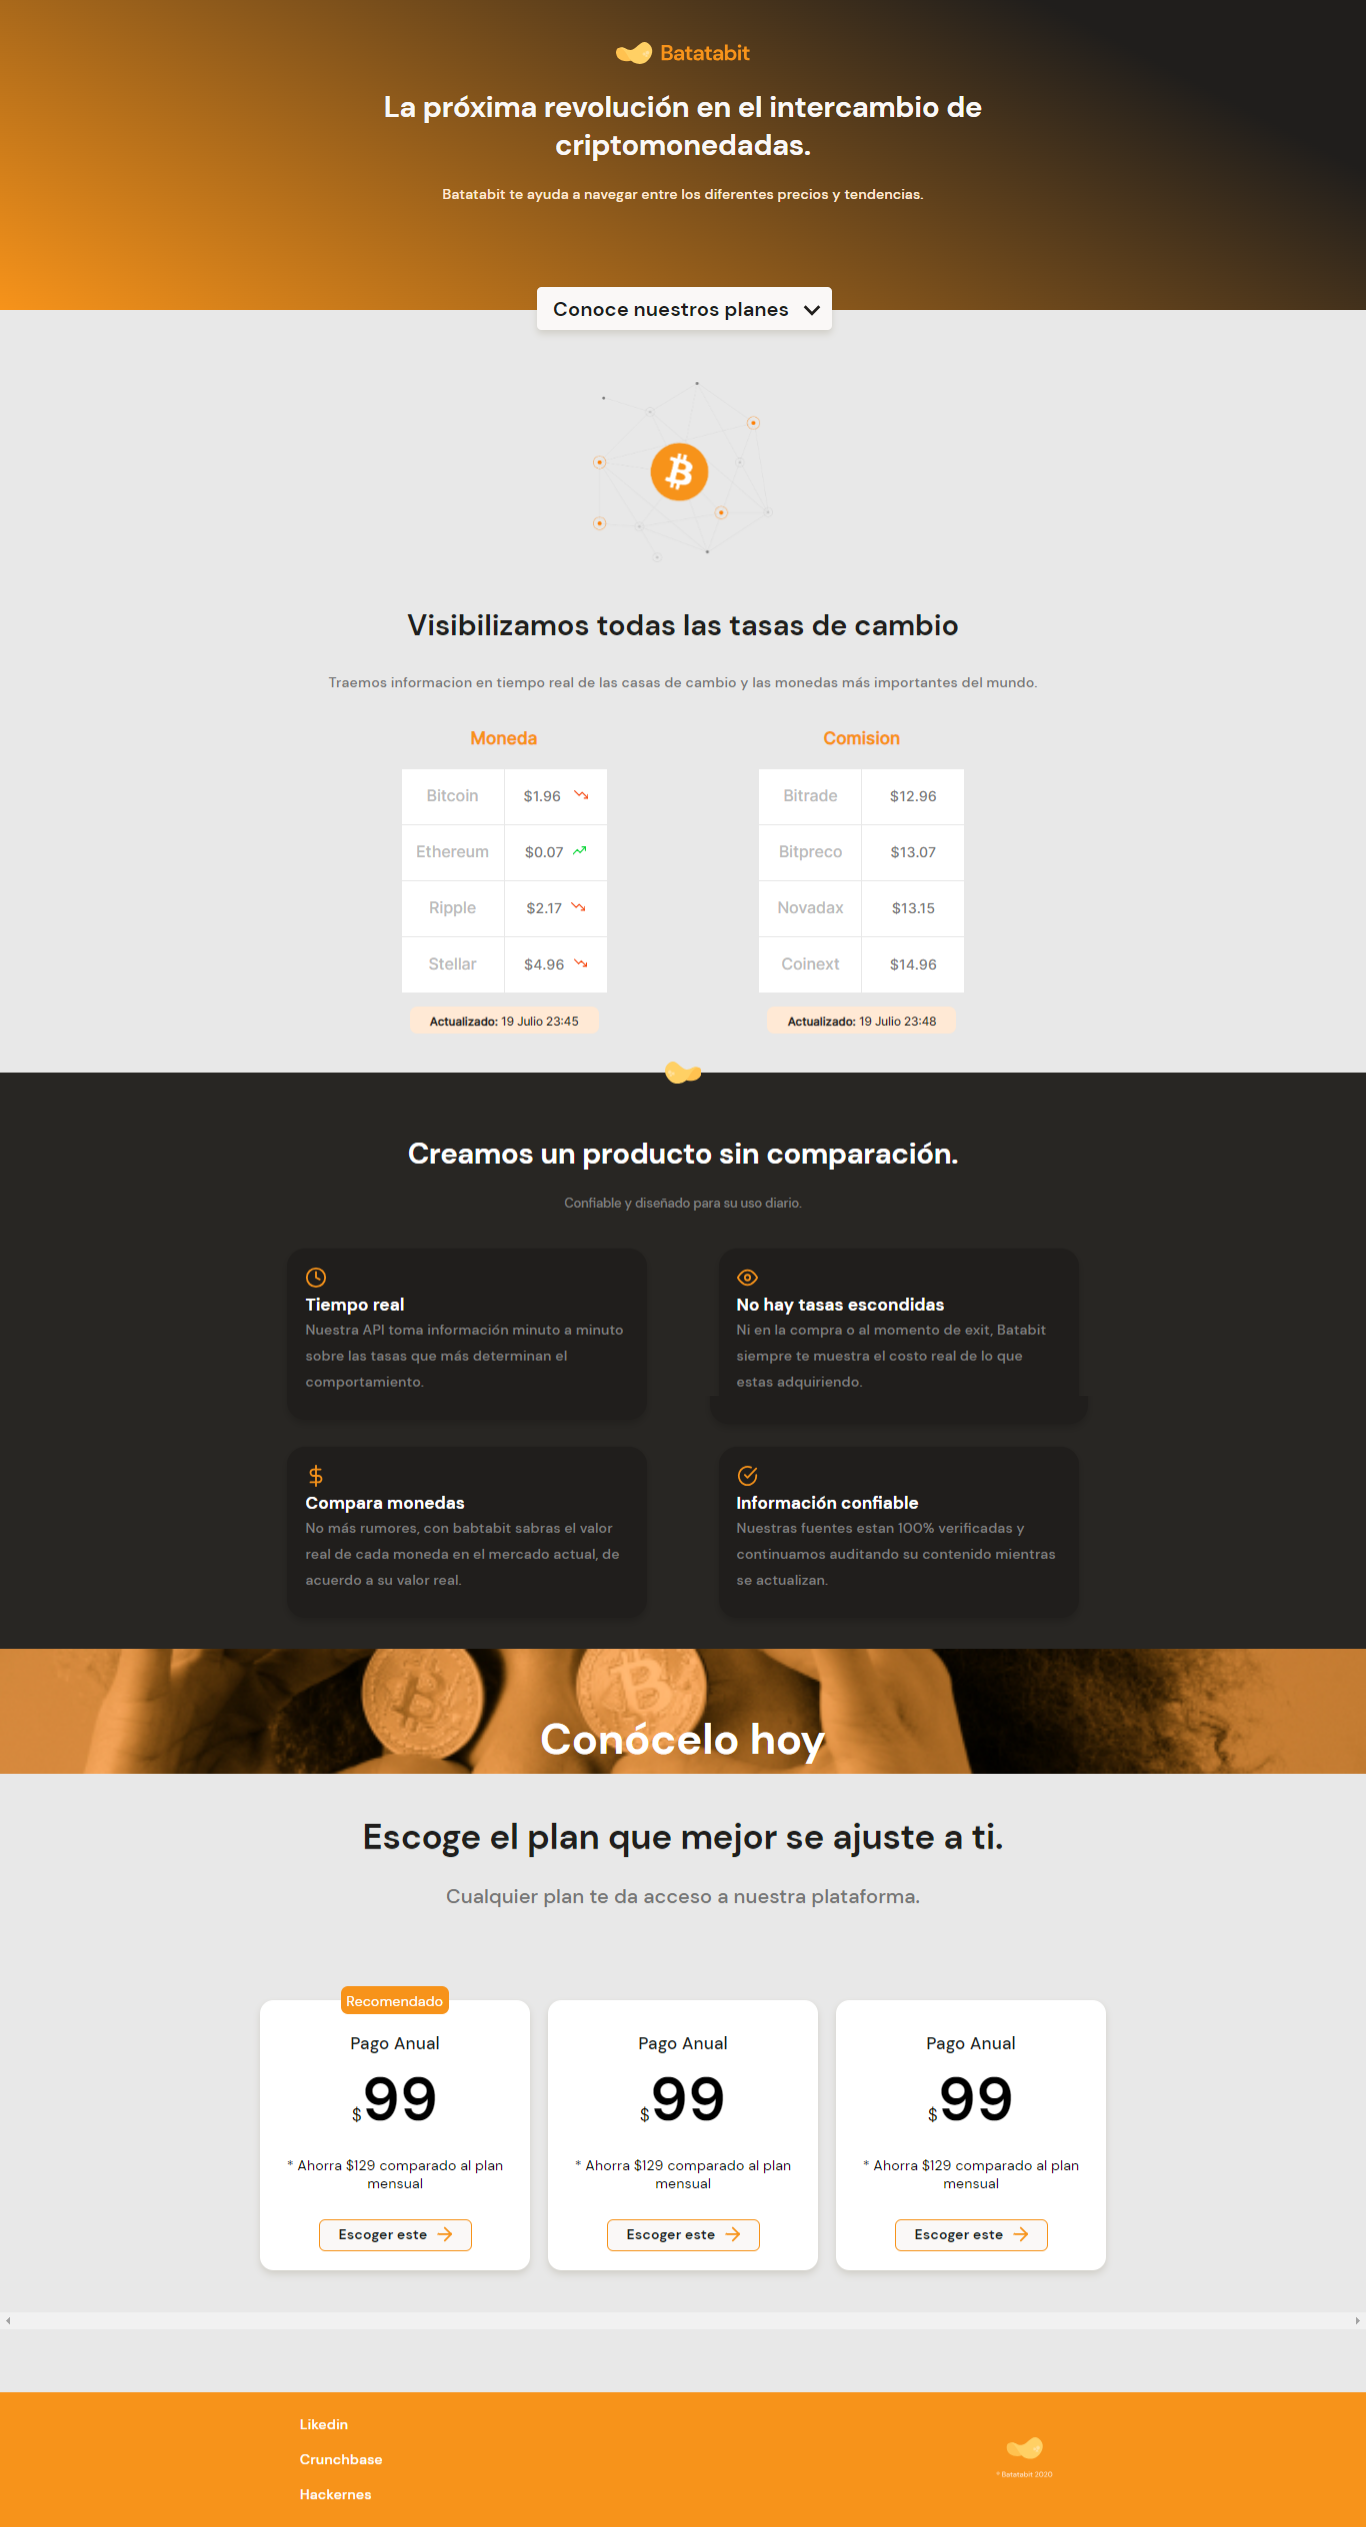 Batatabit
La próxima revolución en el intercambio de
criptomonedadas.
Batatabit te ayuda a navegar entre los diferentes precios y tendencias.
Conoce nuestros planes
Visibilizamos todas las tasas de cambio
Traemos informacion en tiempo real de las casas de cambio y las monedas más importantes del mundo.
Moneda
Bitcoin $1.96
Ethereum $0.07
Ripple $2.17
Stellar $4.96
Actualizado: 19 Julio 23:45
Comision
Bitrade $12.96
Bitpreco $13.07
Novadax $13.15
Coinext $14.96
Actualizado: 19 Julio 23:48
Creamos un producto sin comparación.
Confiable y diseñado para su uso diario.
Tiempo real
Nuestra API toma información minuto a minuto
sobre las tasas que más determinan el
comportamiento.
No hay tasas escondidas
Ni en la compra o al momento de exit, Batabit
siempre te muestra el costo real de lo que
estas adquiriendo.
Compara monedas
No más rumores, con babtabit sabras el valor
real de cada moneda en el mercado actual, de
acuerdo a su valor real.
Información confiable
Nuestras fuentes estan 100% verificadas y
continuamos auditando su contenido mientras
se actualizan.
Conócelo hoy
Escoge el plan que mejor se ajuste a ti.
Cualquier plan te da acceso a nuestra plataforma.
Recomendado
Pago Anual
$99
* Ahorra $129 comparado al plan
mensual
Escoger este
Pago Anual
$99
* Ahorra $129 comparado al plan
mensual
Escoger este
Pago Anual
$99
* Ahorra $129 comparado al plan
mensual
Escoger este
Likedin
Crunchbase
Hackernes
* Batatabit 2020